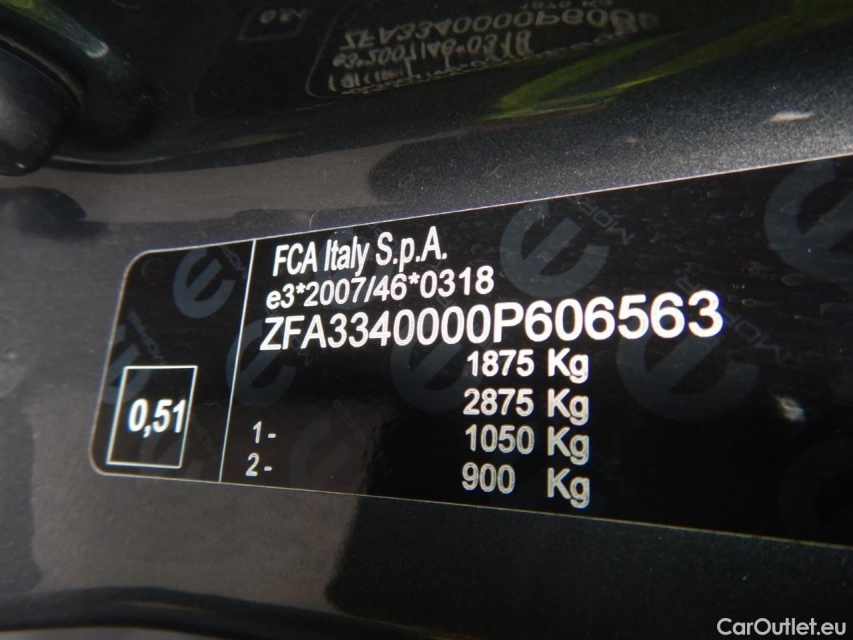 FCA Italy S.p.A.
e3*2007/46*0318
ZFA3340000P606563
1875 Kg
2875 Kg
1- 1050 Kg
2- 900 Kg
0,51
CarOutlet.eu